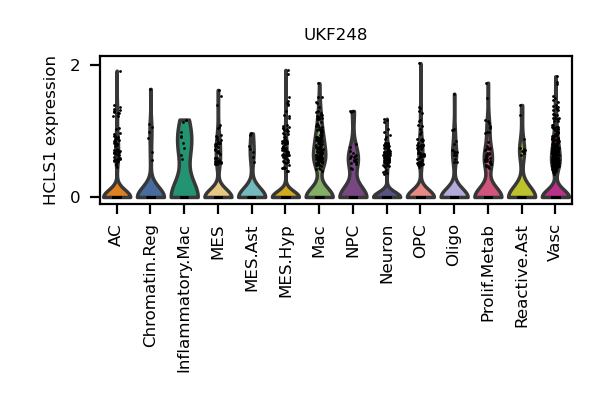 UKF248
HCLS1 expression
2
0
AC
Chromatin.Reg
Inflammatory.Mac
MES
MES.Ast
MES.Hyp
Mac
NPC
Neuron
OPC
Oligo
Prolif.Metab
Reactive.Ast
Vasc